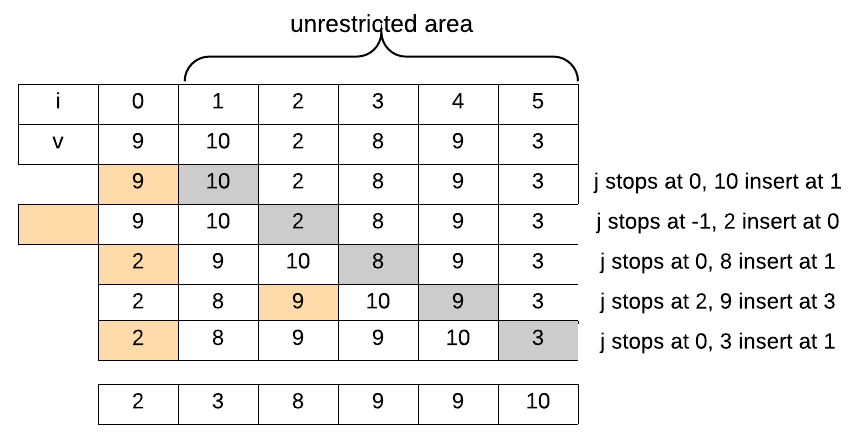 unrestricted area
i 0 1 2 3 4 5
v 9 10 2 8 9 3
9 10 2 8 9 3 j stops at 0, 10 insert at 1
9 10 2 8 9 3 j stops at -1, 2 insert at 0
2 9 10 8 9 3 j stops at 0, 8 insert at 1
2 8 9 10 9 3 j stops at 2, 9 insert at 3
2 8 9 9 10 3 j stops at 0, 3 insert at 1
2 3 8 9 9 10